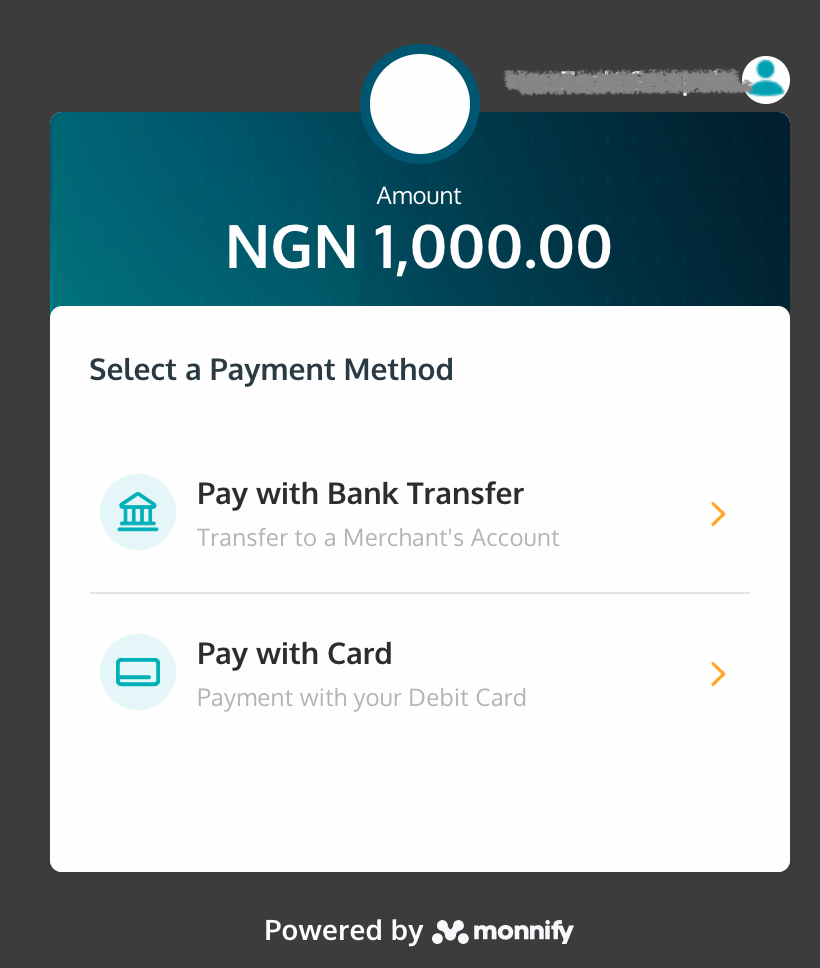 Amount
NGN 1,000.00
Select a Payment Method
Pay with Bank Transfer
Transfer to a Merchant's Account
Pay with Card
Payment with your Debit Card
Powered by monnify